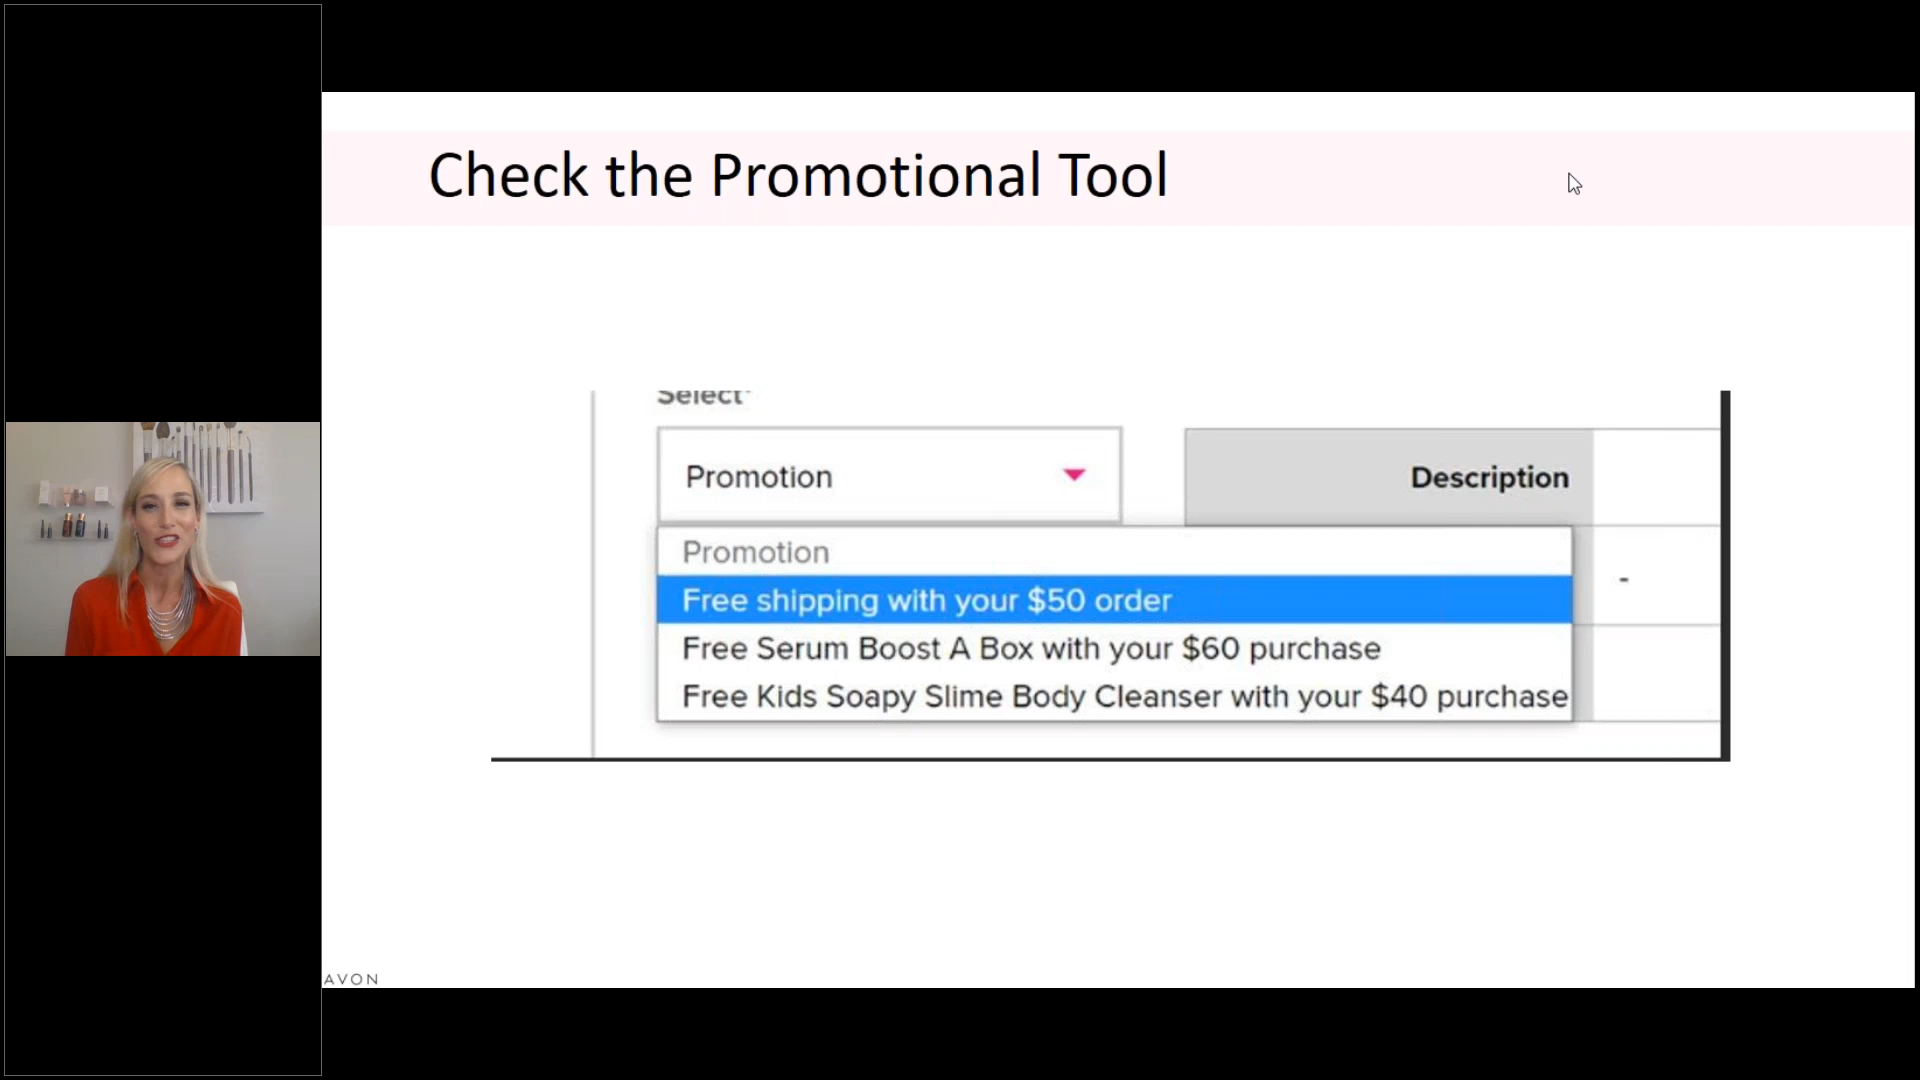 Check the Promotional Tool
Select*
Promotion
Description
Promotion
Free shipping with your $50 order
-
Free Serum Boost A Box with your $60 purchase
Free Kids Soapy Slime Body Cleanser with your $40 purchase
AVON